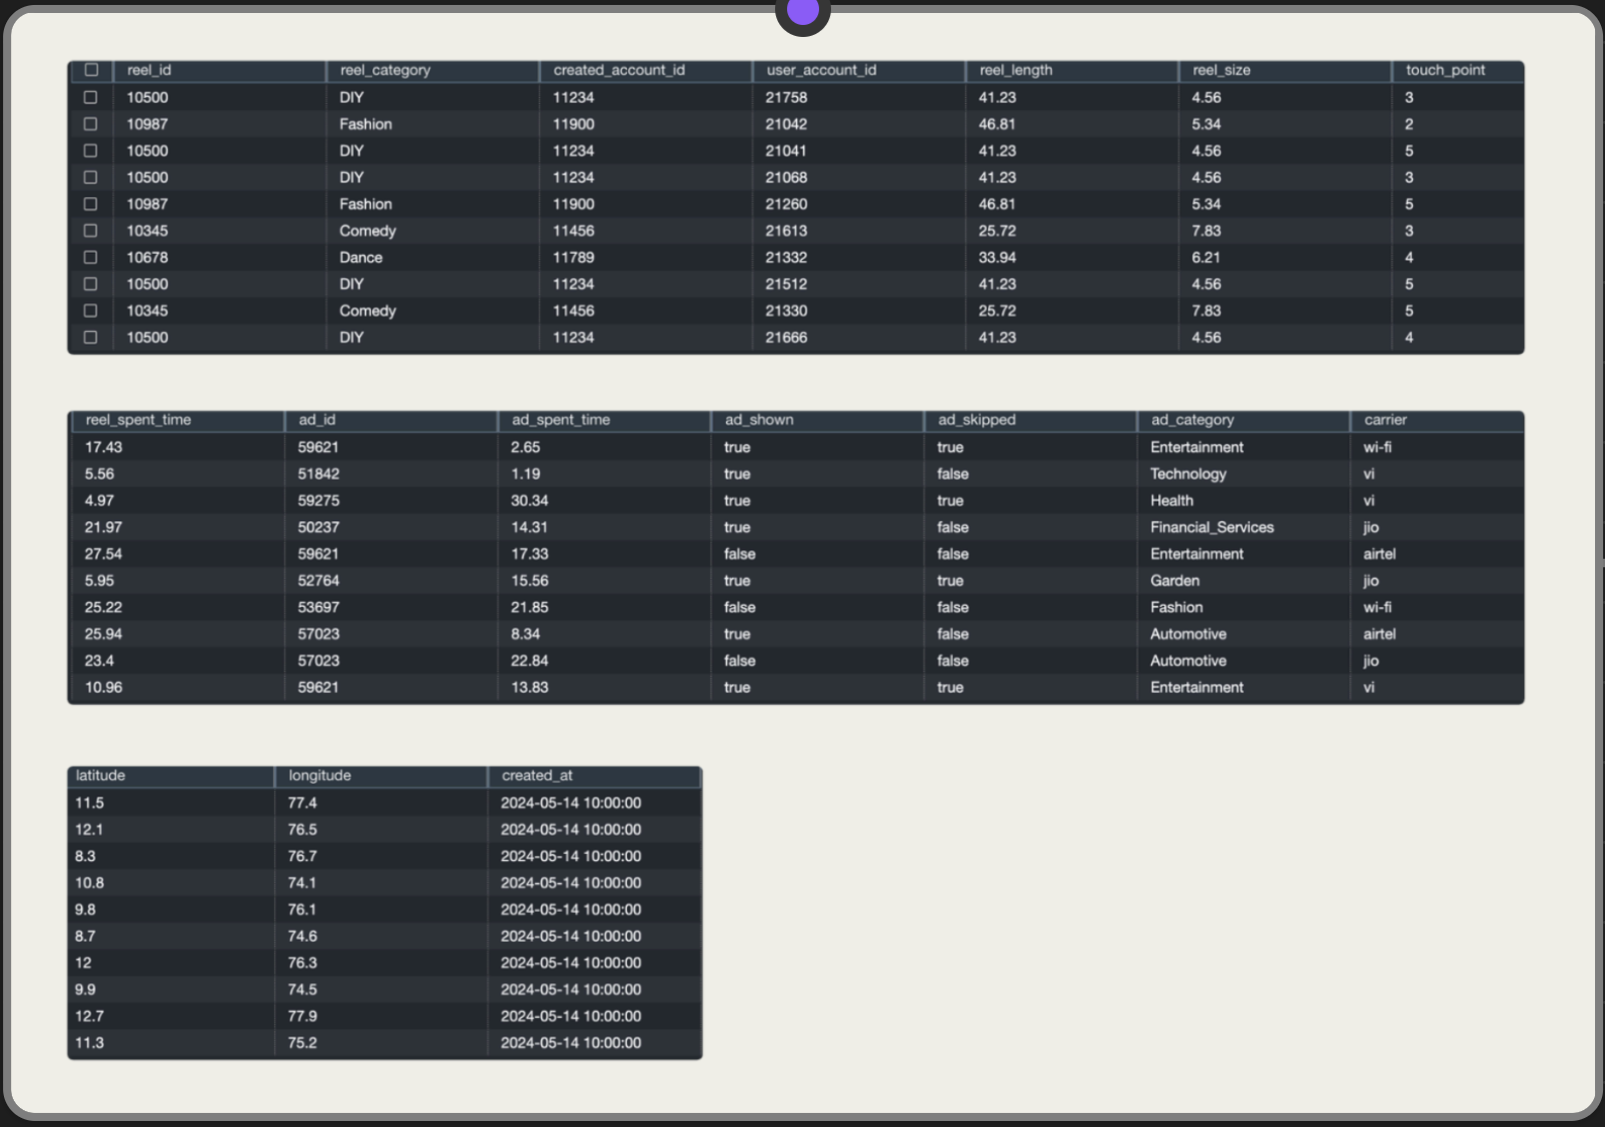 reel_id reel_category created_account_id user_account_id reel_length reel_size touch_point
10500 DIY 11234 21758 41.23 4.56 3
10987 Fashion 11900 21042 46.81 5.34 2
10500 DIY 11234 21041 41.23 4.56 5
10500 DIY 11234 21068 41.23 4.56 3
10987 Fashion 11900 21260 46.81 5.34 5
10345 Comedy 11456 21613 25.72 7.83 3
10678 Dance 11789 21332 33.94 6.21 4
10500 DIY 11234 21512 41.23 4.56 5
10345 Comedy 11456 21330 25.72 7.83 5
10500 DIY 11234 21666 41.23 4.56 4
reel_spent_time ad_id ad_spent_time ad_shown ad_skipped ad_category carrier
17.43 59621 2.65 true true Entertainment wi-fi
5.56 51842 1.19 true false Technology vi
4.97 59275 30.34 true true Health vi
21.97 50237 14.31 true false Financial_Services jio
27.54 59621 17.33 false false Entertainment airtel
5.95 52764 15.56 true true Garden jio
25.22 53697 21.85 false false Fashion wi-fi
25.94 57023 8.34 true false Automotive airtel
23.4 57023 22.84 false false Automotive jio
10.96 59621 13.83 true true Entertainment vi
latitude longitude created_at
11.5 77.4 2024-05-14 10:00:00
12.1 76.5 2024-05-14 10:00:00
8.3 76.7 2024-05-14 10:00:00
10.8 74.1 2024-05-14 10:00:00
9.8 76.1 2024-05-14 10:00:00
8.7 74.6 2024-05-14 10:00:00
12 76.3 2024-05-14 10:00:00
9.9 74.5 2024-05-14 10:00:00
12.7 77.9 2024-05-14 10:00:00
11.3 75.2 2024-05-14 10:00:00